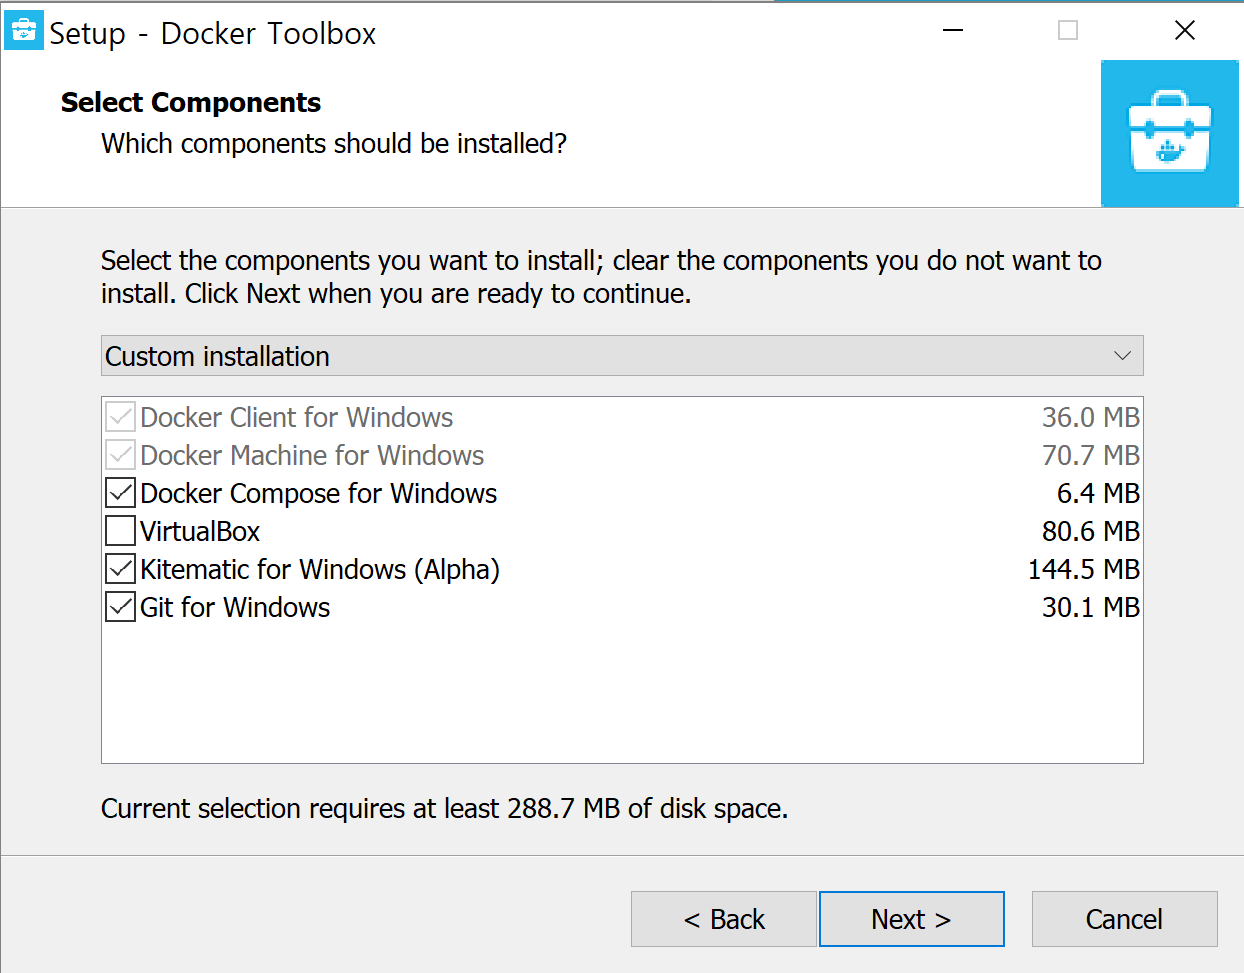 Setup - Docker Toolbox
Select Components
Which components should be installed?
Select the components you want to install; clear the components you do not want to
install. Click Next when you are ready to continue.
Custom installation
Docker Client for Windows 36.0 MB
Docker Machine for Windows 70.7 MB
Docker Compose for Windows 6.4 MB
VirtualBox 80.6 MB
Kitematic for Windows (Alpha) 144.5 MB
Git for Windows 30.1 MB
Current selection requires at least 288.7 MB of disk space.
< Back Next > Cancel